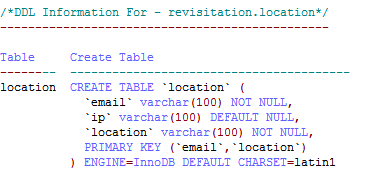 /*DDL Information For - revisitation.location*/
-----------------------------------------------
Table     Create Table
--------  ----------------------------------------
location  CREATE TABLE `location` (
            `email` varchar(100) NOT NULL,
            `ip` varchar(100) DEFAULT NULL,
            `location` varchar(100) NOT NULL,
            PRIMARY KEY (`email`,`location`)
          ) ENGINE=InnoDB DEFAULT CHARSET=latin1